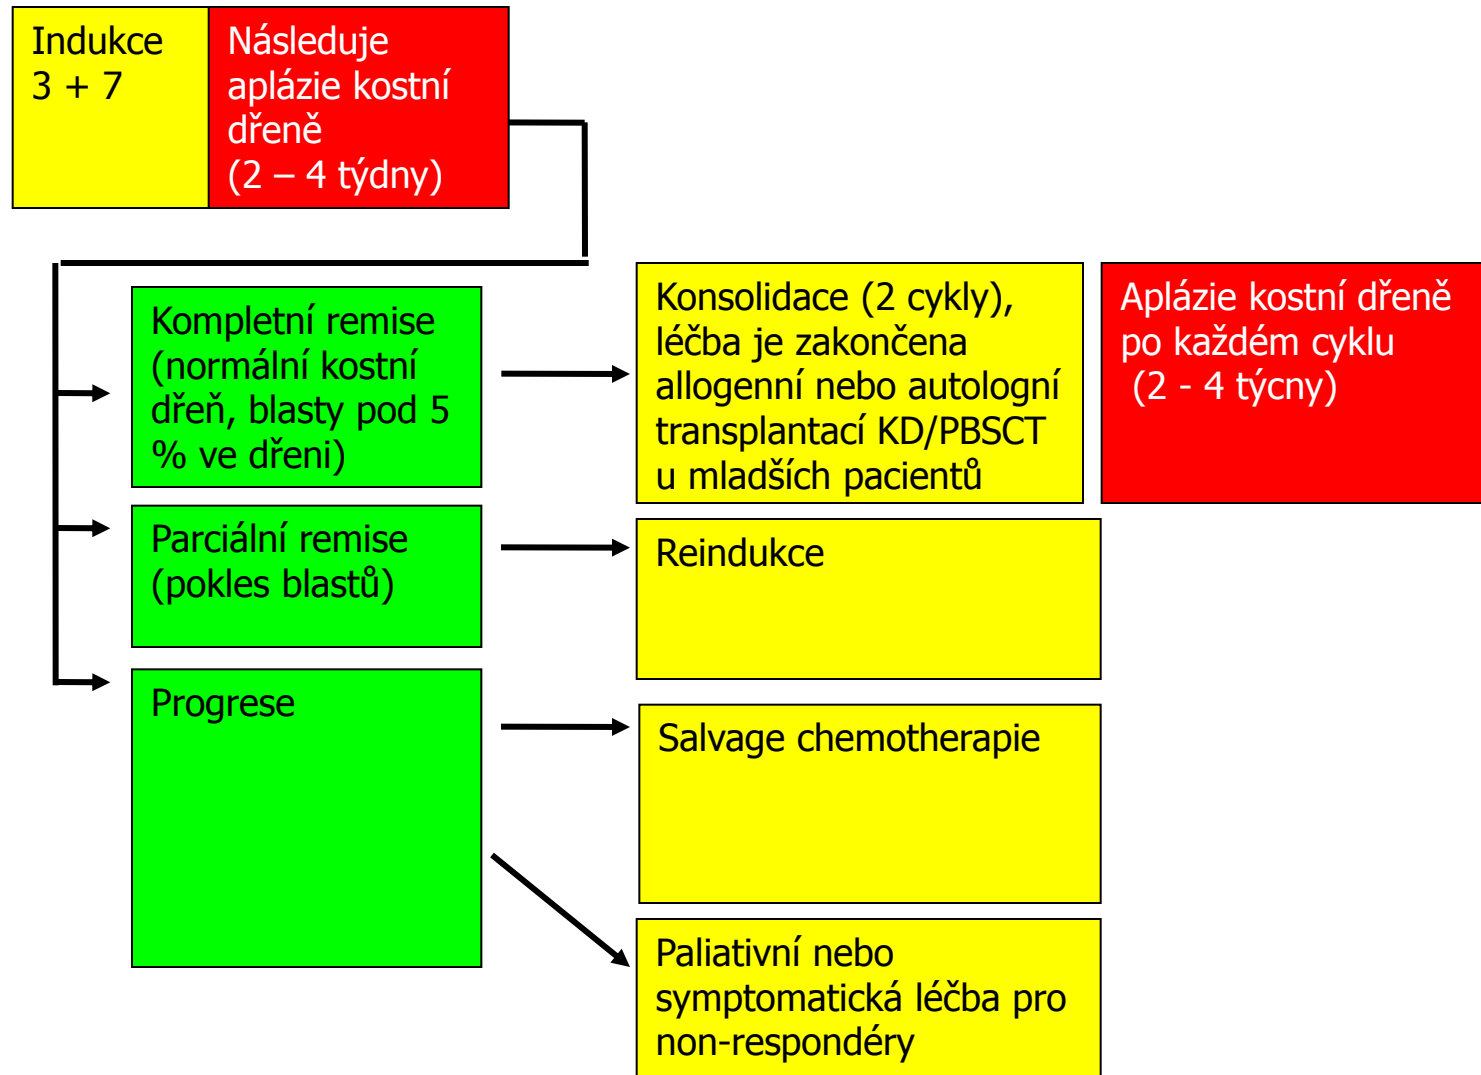 Indukce
3 + 7
Následuje
aplázie kostní
dřeně
(2 – 4 týdny)
Kompletní remise
(normální kostní
dřeň, blasty pod 5
% ve dřeni)
Konsolidace (2 cykly),
léčba je zakončena
allogenní nebo autologní
transplantací KD/PBSCT
u mladších pacientů
Aplázie kostní dřeně
po každém cyklu
(2 - 4 týcny)
Parciální remise
(pokles blastů)
Reindukce
Progrese
Salvage chemotherapie
Paliativní nebo
symptomatická léčba pro
non-respondéry